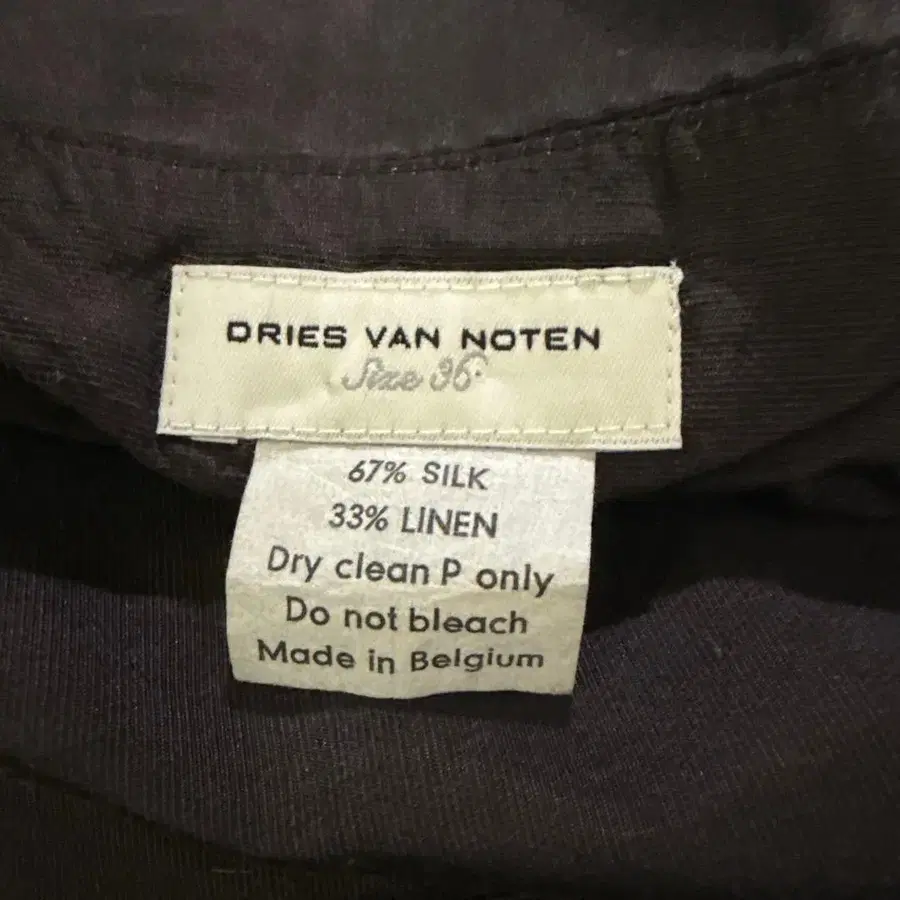 DRIES VAN NOTEN
Size 36
67% SILK
33% LINEN
Dry clean P only
Do not bleach
Made in Belgium